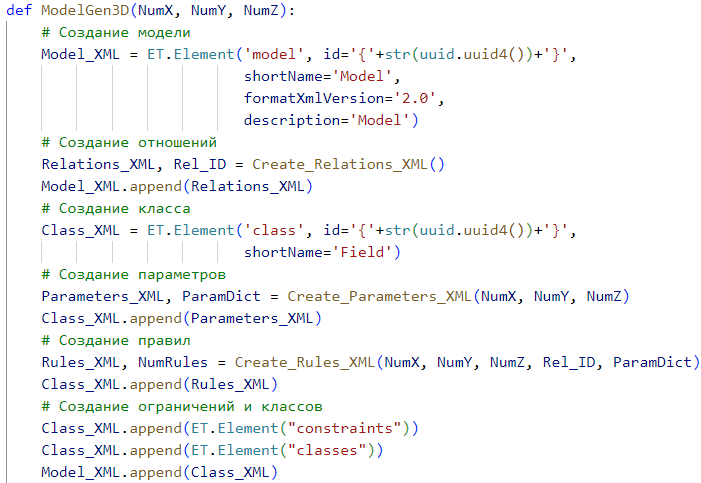 def ModelGen3D(NumX, NumY, NumZ):
    # Создание модели
    Model_XML = ET.Element('model', id='{'+str(uuid.uuid4())+'}',
                           shortName='Model',
                           formatXmlVersion='2.0',
                           description='Model')
    # Создание отношений
    Relations_XML, Rel_ID = Create_Relations_XML()
    Model_XML.append(Relations_XML)
    # Создание класса
    Class_XML = ET.Element('class', id='{'+str(uuid.uuid4())+'}',
                           shortName='Field')
    # Создание параметров
    Parameters_XML, ParamDict = Create_Parameters_XML(NumX, NumY, NumZ)
    Class_XML.append(Parameters_XML)
    # Создание правил
    Rules_XML, NumRules = Create_Rules_XML(NumX, NumY, NumZ, Rel_ID, ParamDict)
    Class_XML.append(Rules_XML)
    # Создание ограничений и классов
    Class_XML.append(ET.Element("constraints"))
    Class_XML.append(ET.Element("classes"))
    Model_XML.append(Class_XML)